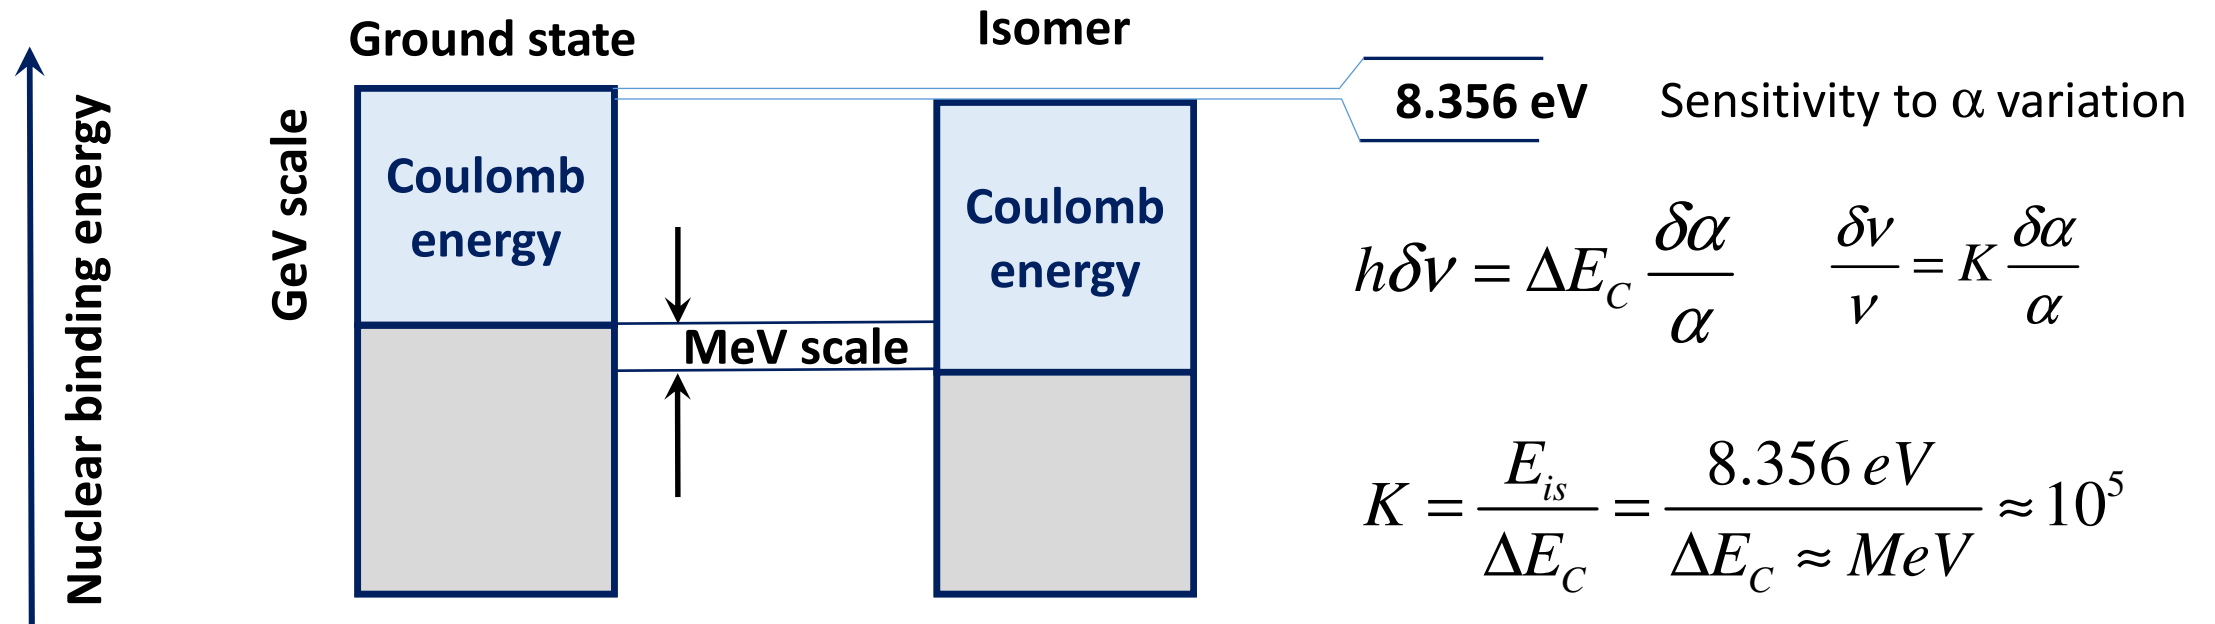 Nuclear binding energy
GeV scale
Ground state
Coulomb
energy
MeV scale
Isomer
Coulomb
energy
8.356 eV
Sensitivity to α variation
hδν = ΔE_C δα/α
δν/ν = K δα/α
K = E_is/ΔE_C = 8.356 eV/ΔE_C ≈ MeV ≈ 10^5